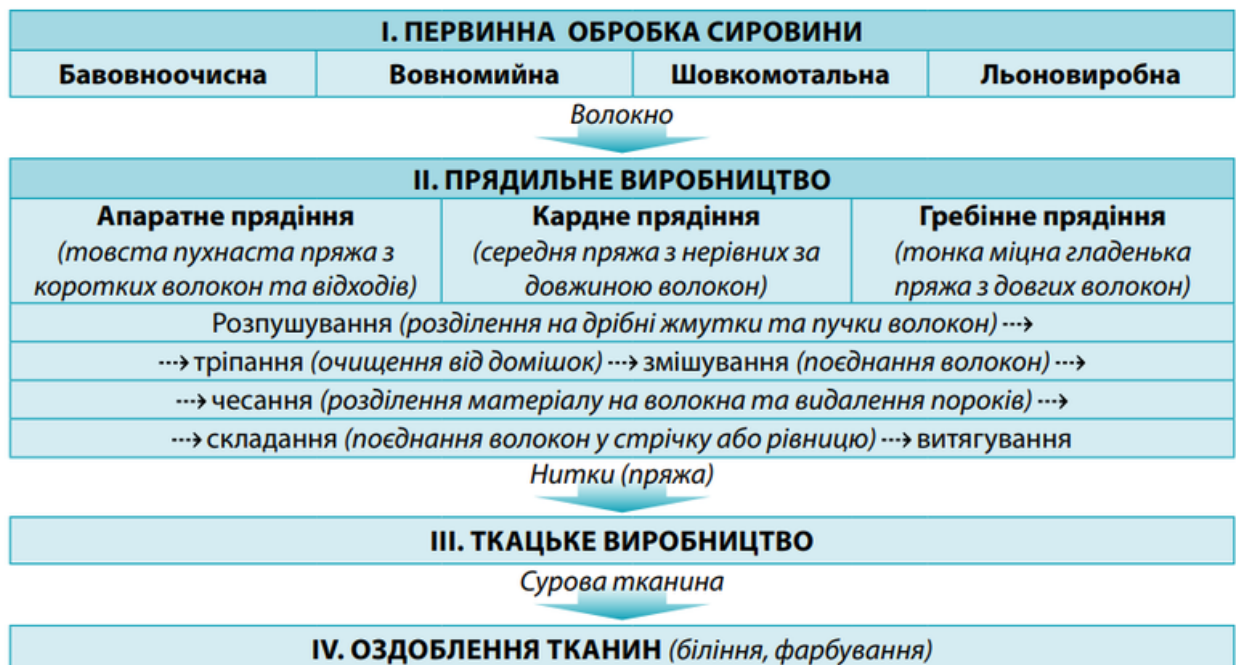 І. ПЕРВИННА ОБРОБКА СИРОВИНИ
Бавовноочисна Вовномийна Шовкомотальна Льоновиробна
Волокно
ІІ. ПРЯДИЛЬНЕ ВИРОБНИЦТВО
Апаратне прядіння
(товста пухнаста пряжа з
коротких волокон та відходів)
Кардне прядіння
(середня пряжа з нерівних за
довжиною волокон)
Гребінне прядіння
(тонка міцна гладенька
пряжа з довгих волокон)
Розпушування (розділення на дрібні жмутки та пучки волокон) ⇢
⇢ тріпання (очищення від домішок) ⇢ змішування (поєднання волокон) ⇢
⇢ чесання (розділення матеріалу на волокна та видалення пороків) ⇢
⇢ складання (поєднання волокон у стрічку або рівницю) ⇢ витягування
Нитки (пряжа)
ІІІ. ТКАЦЬКЕ ВИРОБНИЦТВО
Сурова тканина
IV. ОЗДОБЛЕННЯ ТКАНИН (біління, фарбування)